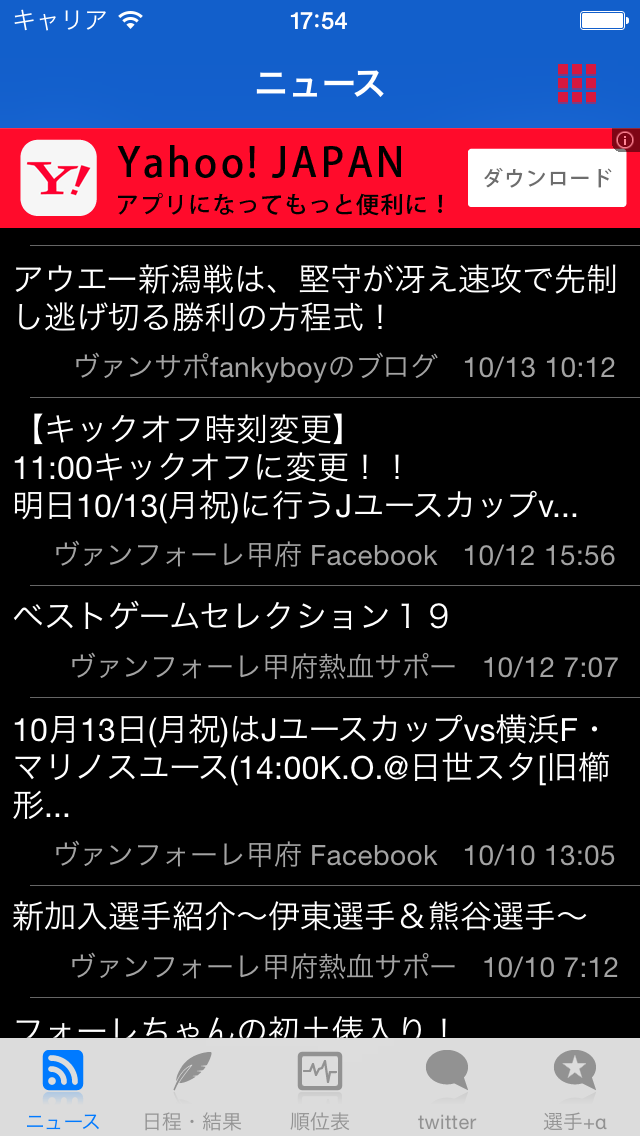 キャリア 17:54
ニュース
Y!
Yahoo! JAPAN
アプリになってもっと便利に！
ダウンロード
アウエー新潟戦は、堅守が冴え速攻で先制
し逃げ切る勝利の方程式！
ヴァンサポfankyboyのブログ 10/13 10:12
【キックオフ時刻変更】
11:00キックオフに変更！！
明日10/13(月祝)に行うJユースカップv...
ヴァンフォーレ甲府 Facebook 10/12 15:56
ベストゲームセレクション１９
ヴァンフォーレ甲府熱血サポー 10/12 7:07
10月13日(月祝)はJユースカップvs横浜F・
マリノスユース(14:00K.O.@日世スタ[旧櫛
形...
ヴァンフォーレ甲府 Facebook 10/10 13:05
新加入選手紹介～伊東選手＆熊谷選手～
ヴァンフォーレ甲府熱血サポー 10/10 7:12
フォーレちゃんの初土俵入り！
ニュース 日程・結果 順位表 twitter 選手+α